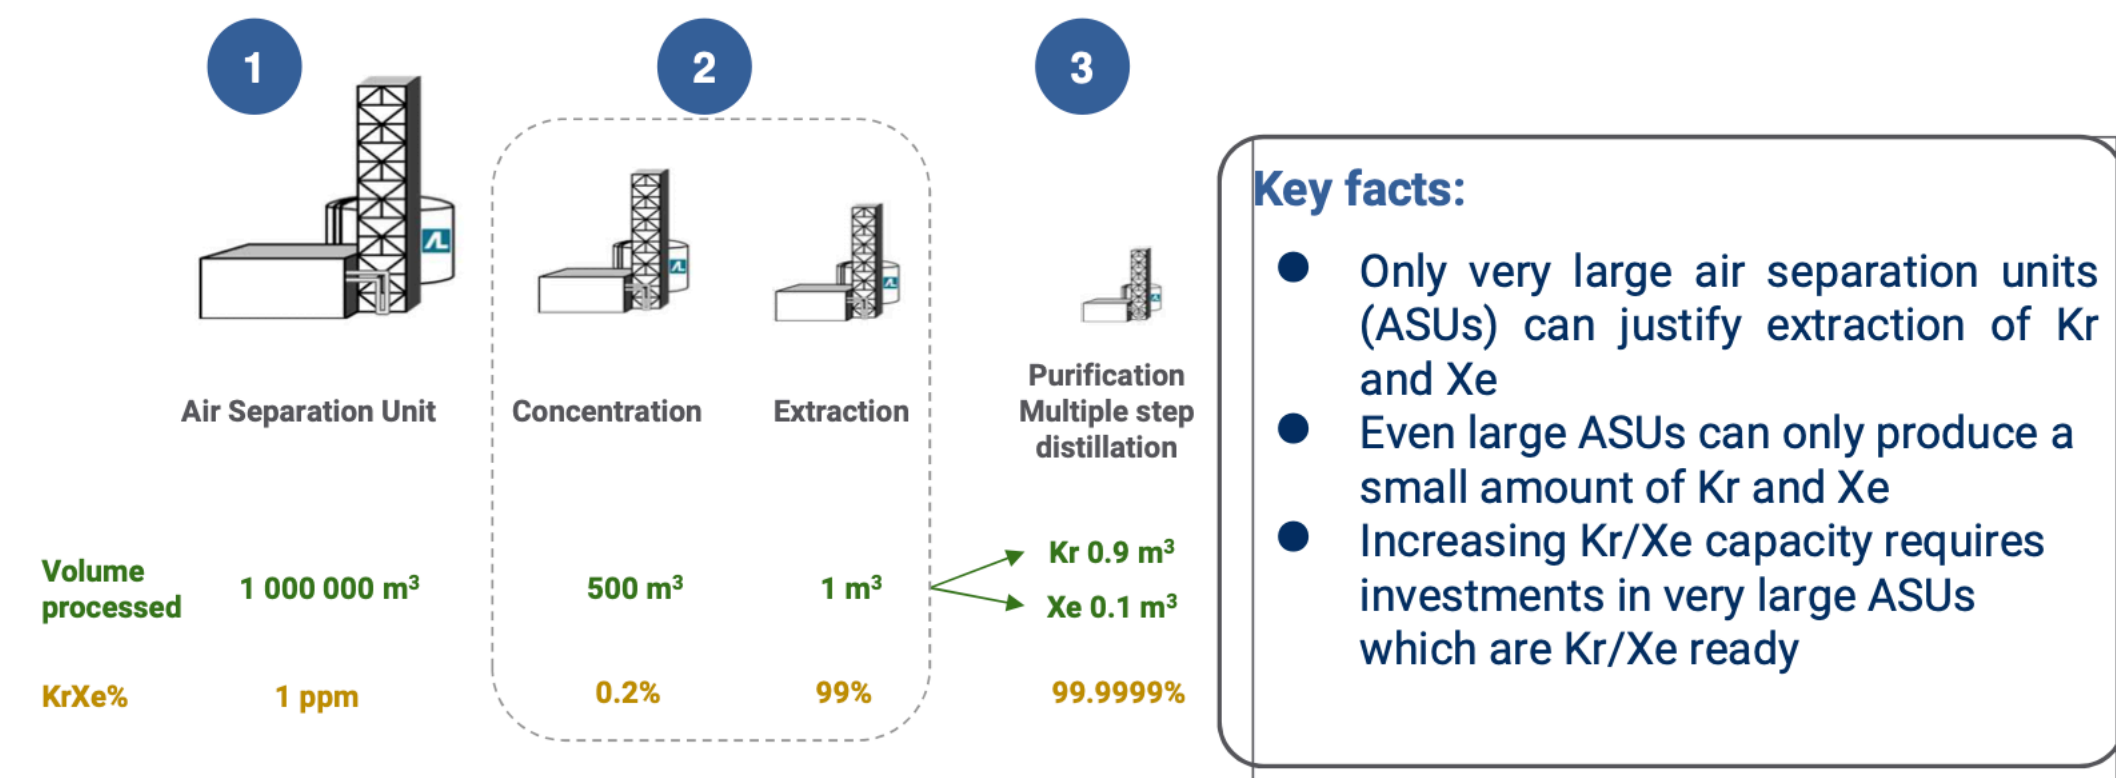 1
2
3
Air Separation Unit
Concentration
Extraction
Purification
Multiple step
distillation
Volume
processed
1 000 000 m³
500 m³
1 m³
Kr 0.9 m³
Xe 0.1 m³
KrXe%
1 ppm
0.2%
99%
99.9999%
Key facts:
● Only very large air separation units
(ASUs) can justify extraction of Kr
and Xe
● Even large ASUs can only produce a
small amount of Kr and Xe
● Increasing Kr/Xe capacity requires
investments in very large ASUs
which are Kr/Xe ready